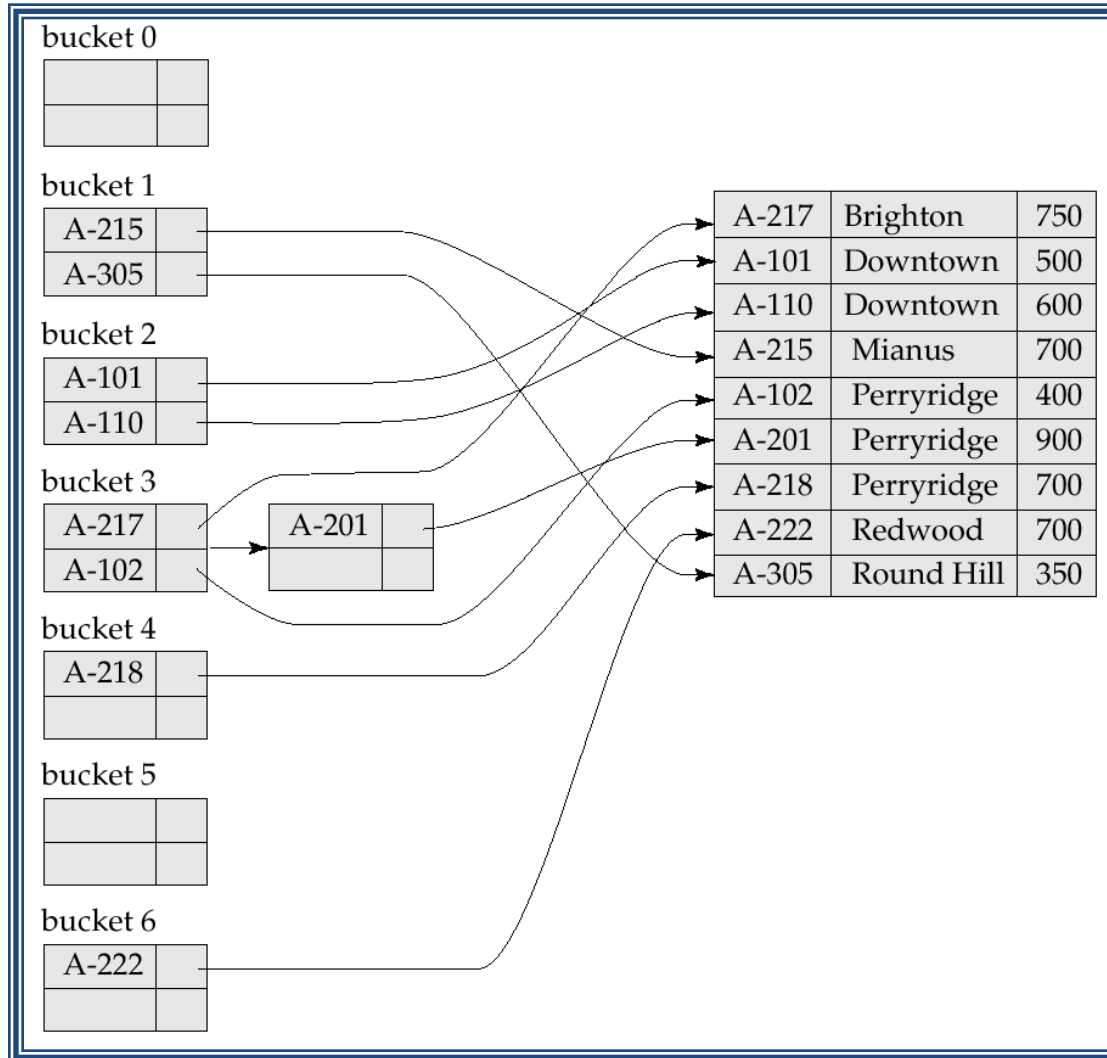 bucket 0
bucket 1
A-215
A-305
bucket 2
A-101
A-110
bucket 3
A-217
A-102
A-201
bucket 4
A-218
bucket 5
bucket 6
A-222
A-217 Brighton 750
A-101 Downtown 500
A-110 Downtown 600
A-215 Mianus 700
A-102 Perryridge 400
A-201 Perryridge 900
A-218 Perryridge 700
A-222 Redwood 700
A-305 Round Hill 350